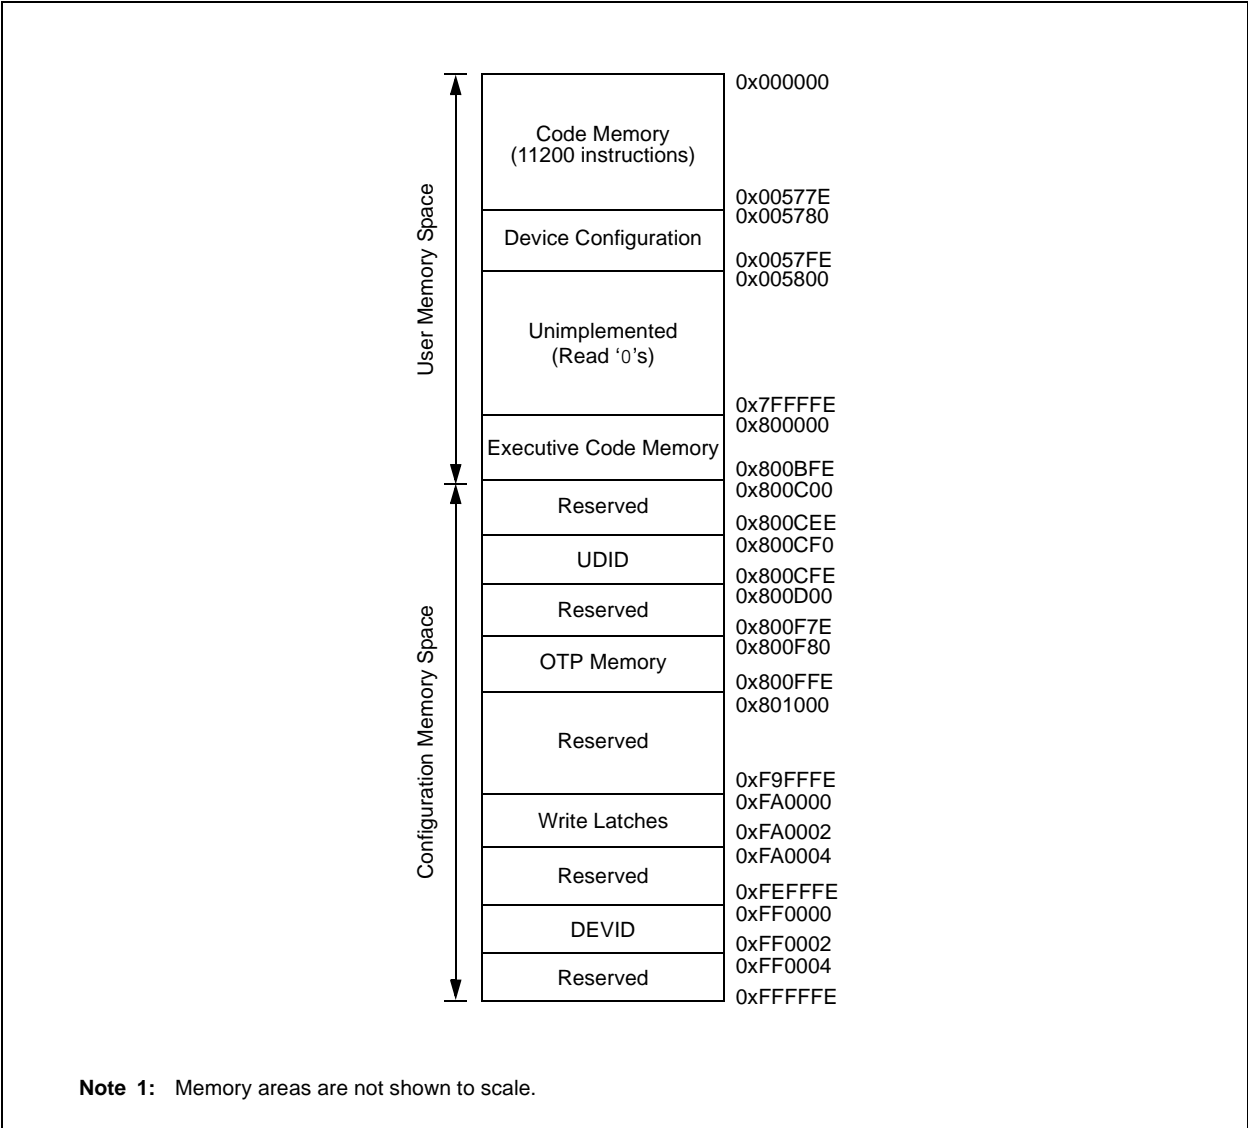 0x000000
Code Memory
(11200 instructions)
0x00577E
0x005780
Device Configuration
0x0057FE
0x005800
User Memory Space
Unimplemented
(Read ‘0’s)
0x7FFFFE
0x800000
Executive Code Memory
0x800BFE
0x800C00
Reserved
0x800CEE
0x800CF0
UDID
0x800CFE
0x800D00
Reserved
0x800F7E
0x800F80
OTP Memory
0x800FFE
0x801000
Configuration Memory Space
Reserved
0xF9FFFE
0xFA0000
Write Latches
0xFA0002
0xFA0004
Reserved
0xFEFFFE
0xFF0000
DEVID
0xFF0002
0xFF0004
Reserved
0xFFFFFE
Note 1: Memory areas are not shown to scale.